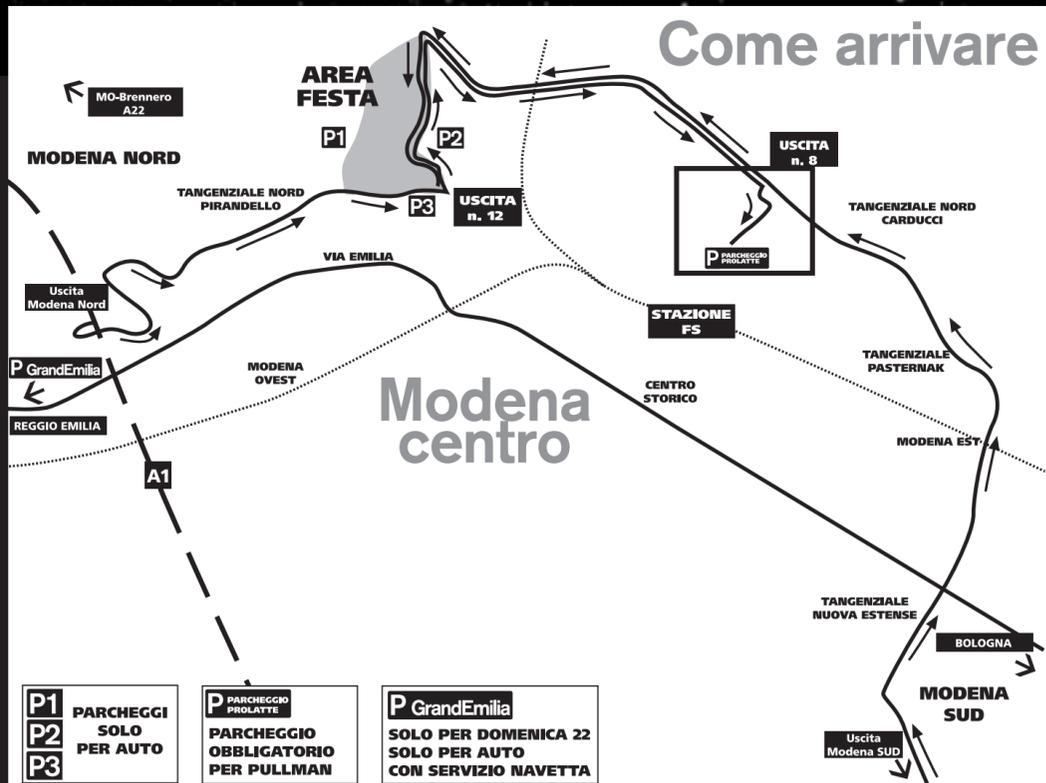 Come arrivare
AREA
FESTA
MO-Brennero
A22
P1
P2
MODENA NORD
USCITA
n. 8
TANGENZIALE NORD
PIRANDELLO
P3
USCITA
n. 12
TANGENZIALE NORD
CARDUCCI
VIA EMILIA
P PARCHEGGIO
PROLATTE
Uscita
Modena Nord
STAZIONE
FS
P GrandEmilia
MODENA
OVEST
TANGENZIALE
PASTERNAK
CENTRO
STORICO
Modena
centro
REGGIO EMILIA
MODENA EST
A1
TANGENZIALE
NUOVA ESTENSE
BOLOGNA
MODENA
SUD
Uscita
Modena SUD
P1
P2
P3
PARCHEGGI
SOLO
PER AUTO
P PARCHEGGIO
PROLATTE
PARCHEGGIO
OBBLIGATORIO
PER PULLMAN
P GrandEmilia
SOLO PER DOMENICA 22
SOLO PER AUTO
CON SERVIZIO NAVETTA